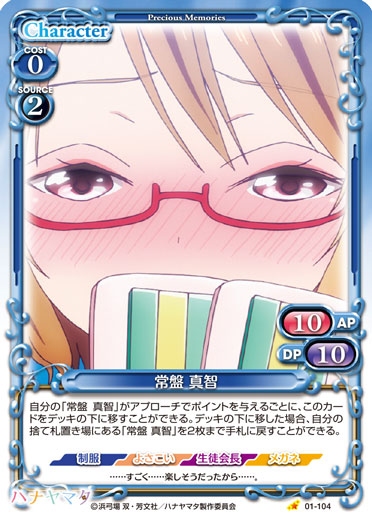 Precious Memories
Character
COST
0
SOURCE
2
10 AP
DP 10
常盤 真智
自分の「常盤 真智」がアプローチでポイントを与えるごとに、このカー
ドをデッキの下に移すことができる。デッキの下に移した場合、自分の
捨て札置き場にある「常盤 真智」を2枚まで手札に戻すことができる。
制服 よさこい 生徒会長 メガネ
……すごく……楽しそうだったから……。
ハナヤマタ
01-104
©浜弓場 双・芳文社/ハナヤマタ製作委員会